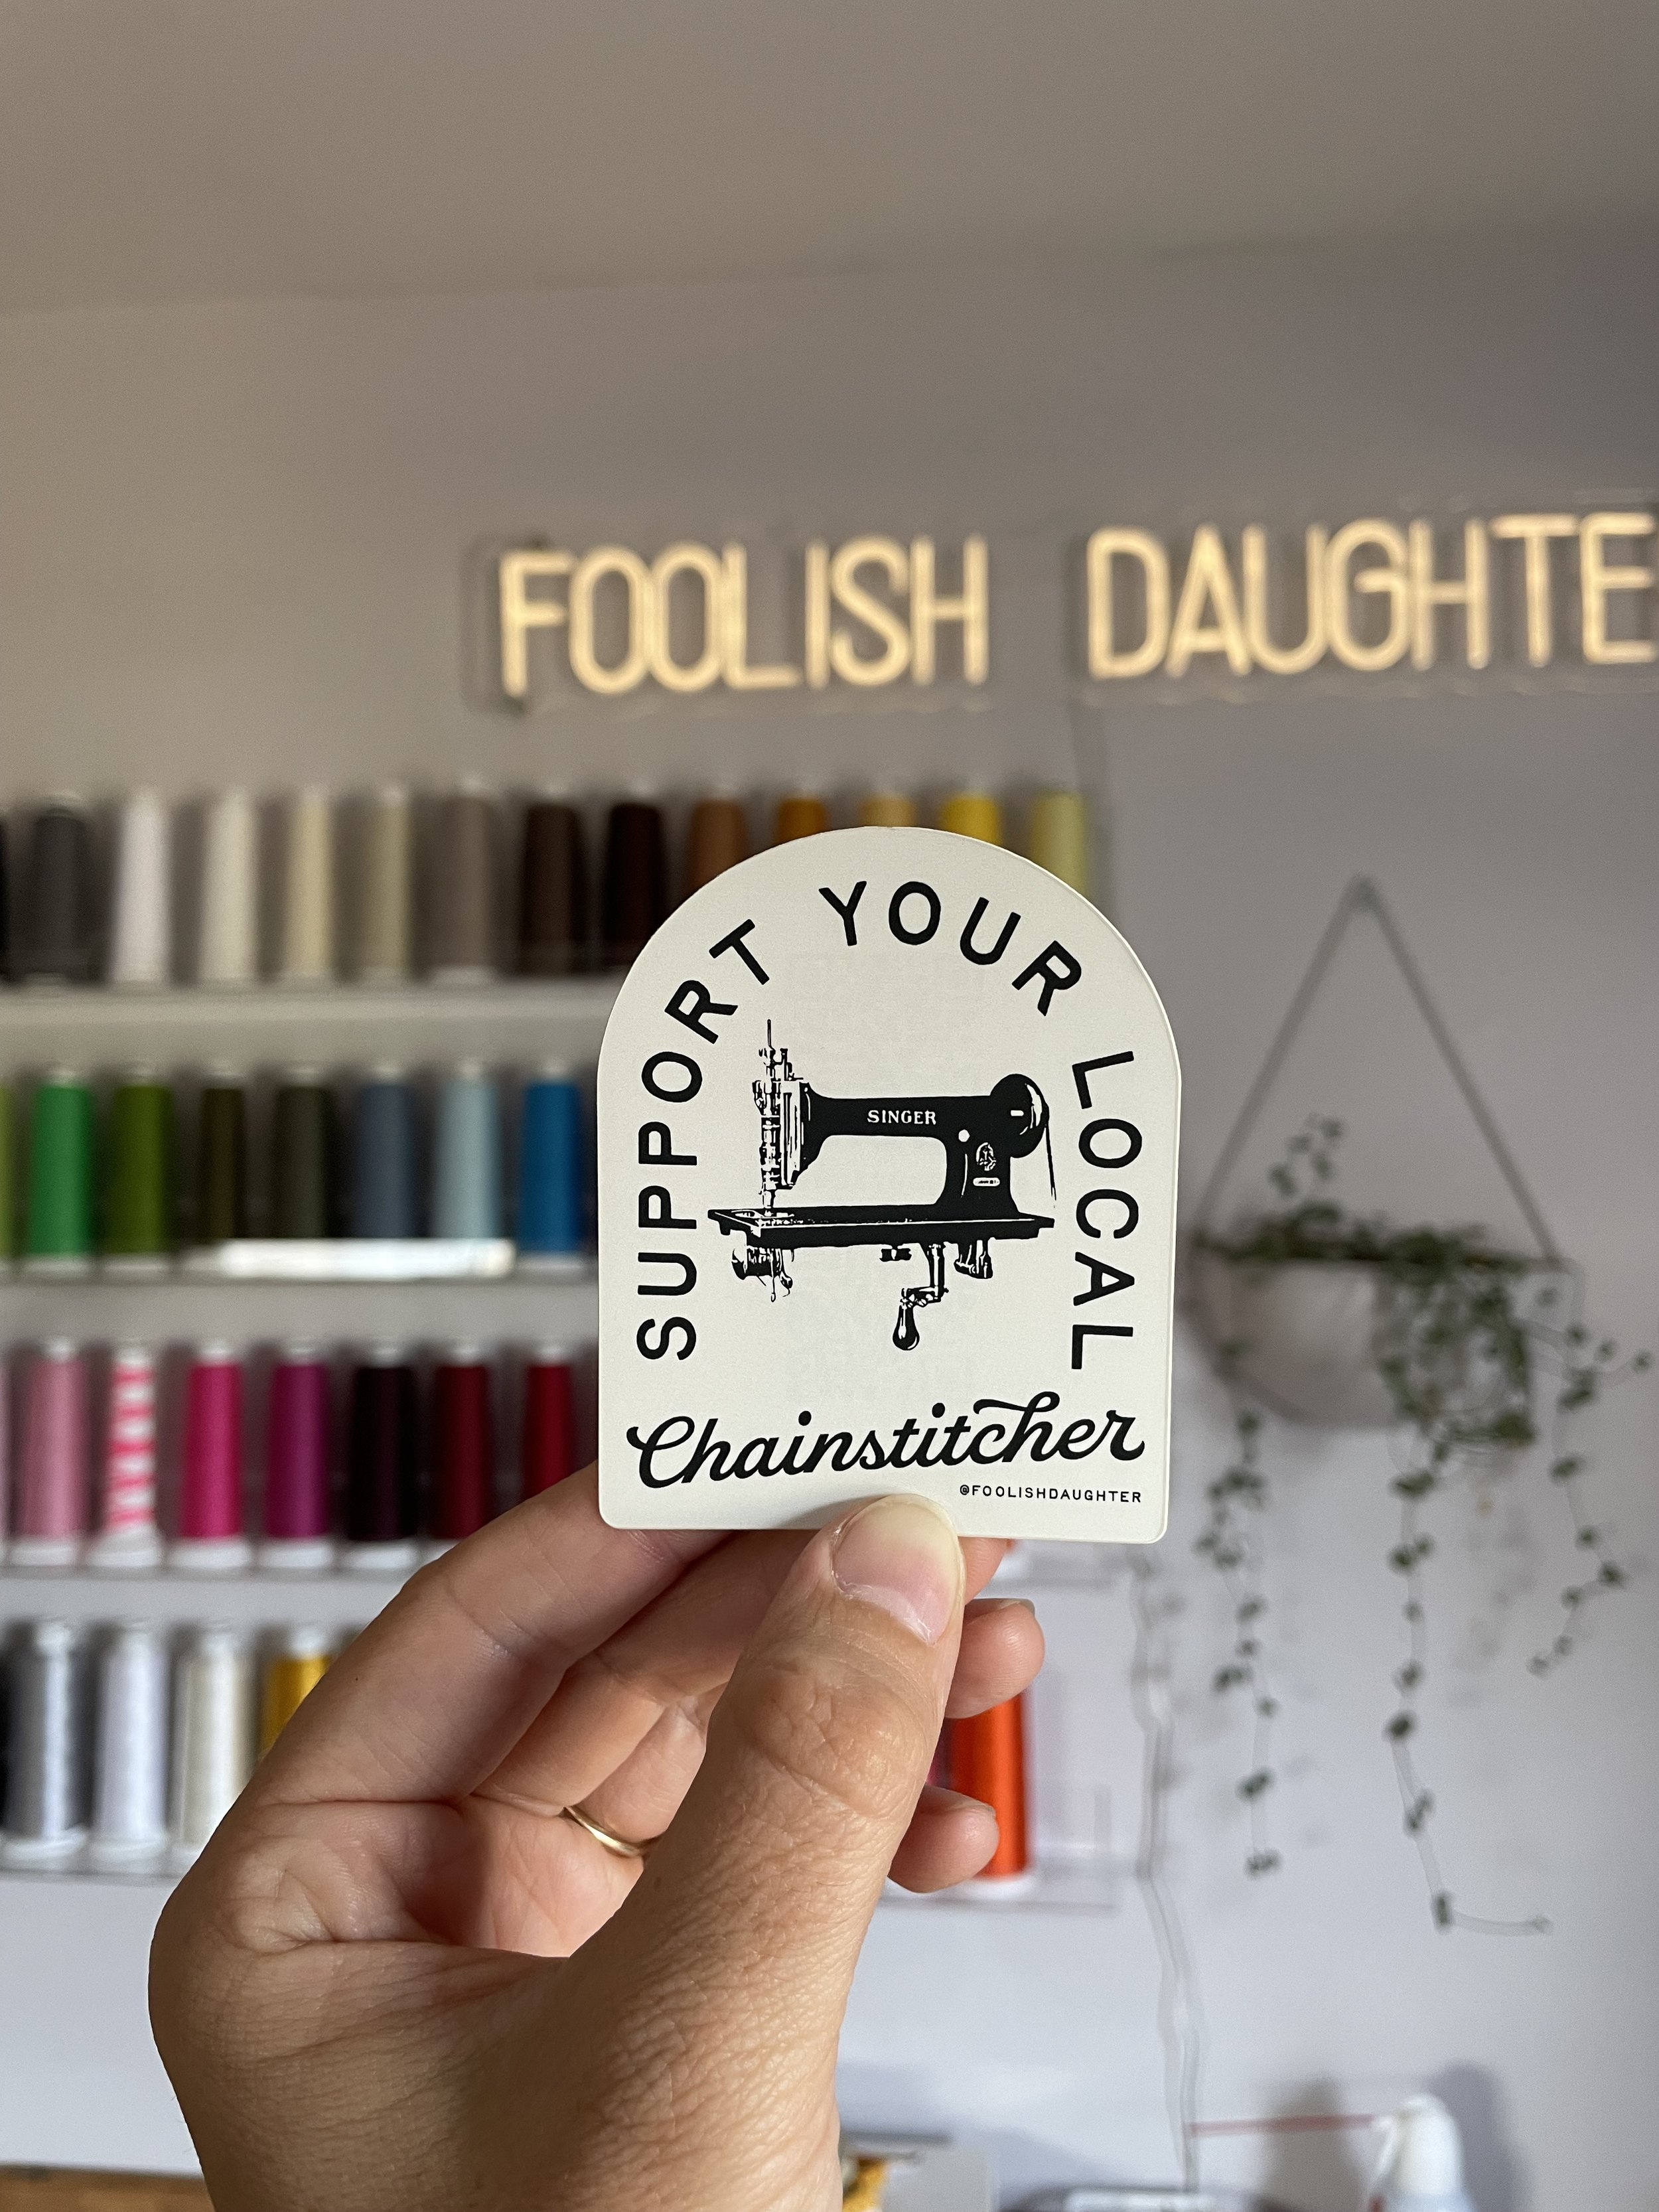 FOOLISH DAUGHTE
SUPPORT YOUR LOCAL
SINGER
Chainstitcher
@FOOLISHDAUGHTER